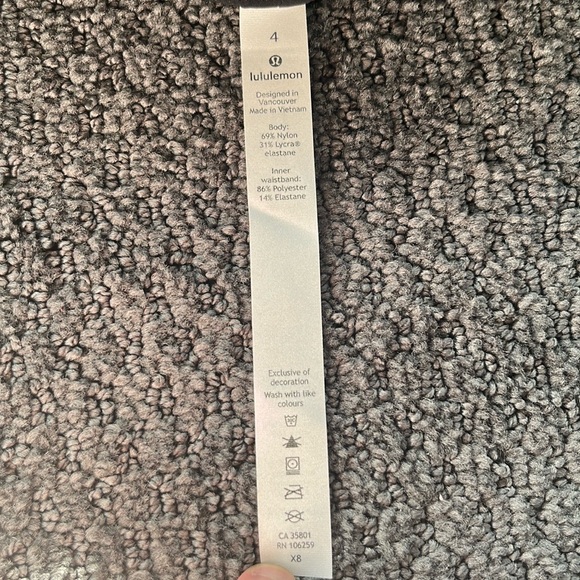 4
lululemon
Designed in
Vancouver
Made in Vietnam
Body:
69% Nylon
31% Lycra®
elastane
Inner
waistband:
86% Polyester
14% Elastane
Exclusive of
decoration
Wash with like
colours
CA 35801
RN 106259
X8